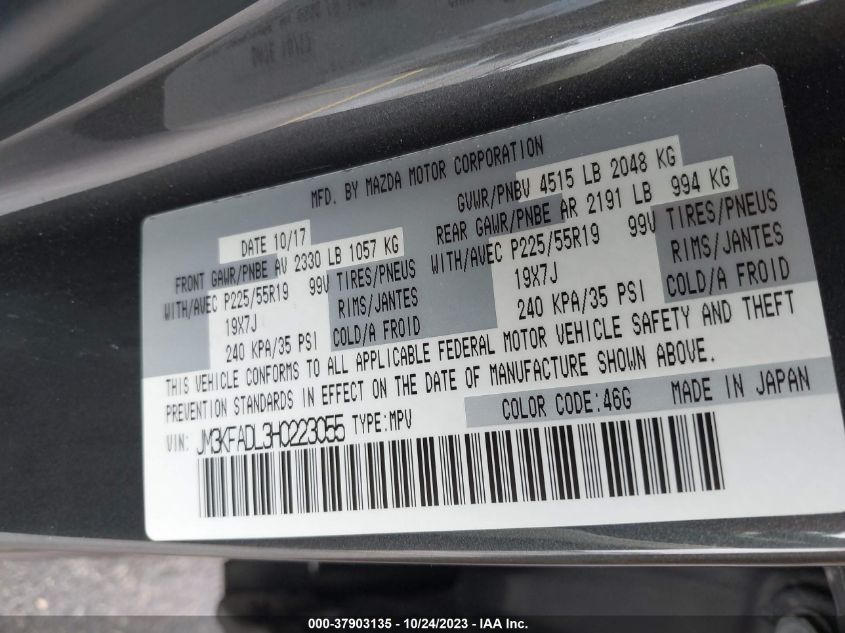 MFD. BY MAZDA MOTOR CORPORATION
DATE 10/17
GVWR/PNBV 4515 LB 2048 KG
FRONT GAWR/PNBE AV 2330 LB 1057 KG
WITH/AVEC P225/55R19 99V TIRES/PNEUS
19X7J RIMS/JANTES
240 KPA/35 PSI COLD/A FROID
REAR GAWR/PNBE AR 2191 LB 994 KG
WITH/AVEC P225/55R19 99V TIRES/PNEUS
19X7J RIMS/JANTES
240 KPA/35 PSI COLD/A FROID
THIS VEHICLE CONFORMS TO ALL APPLICABLE FEDERAL MOTOR VEHICLE SAFETY AND THEFT
PREVENTION STANDARDS IN EFFECT ON THE DATE OF MANUFACTURE SHOWN ABOVE.
COLOR CODE:46G MADE IN JAPAN
VIN: JM3KFADL3H0223055 TYPE:MPV
000-37903135 - 10/24/2023 - IAA Inc.